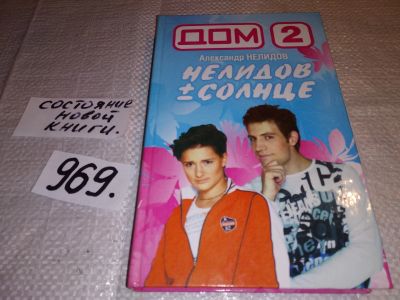 ДОМ 2
Александр НЕЛИДОВ
НЕЛИДОВ
±СОЛНЦЕ
СОСТОЯНИЕ
НОВОЙ
КНИГИ.
969.